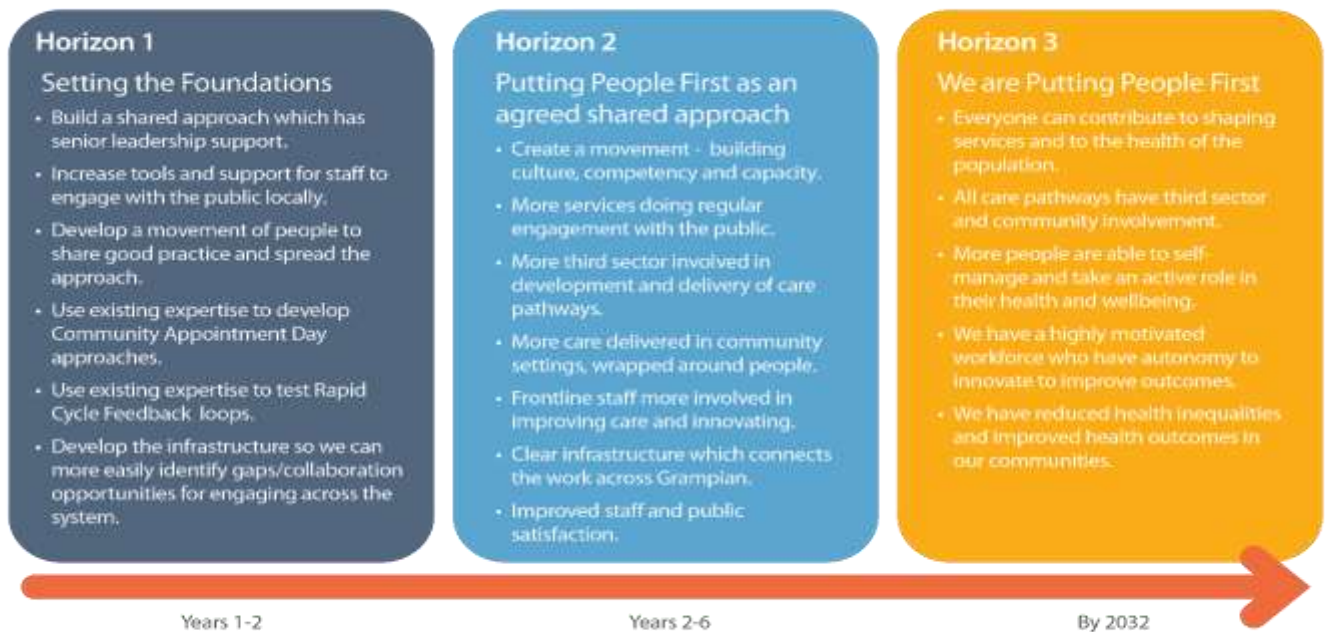 Horizon 1
Setting the Foundations
• Build a shared approach which has
senior leadership support.
• Increase tools and support for staff to
engage with the public locally.
• Develop a movement of people to
share good practice and spread the
approach.
• Use existing expertise to develop
Community Appointment Day
approaches.
• Use existing expertise to test Rapid
Cycle Feedback loops.
• Develop the infrastructure so we can
more easily identify gaps/collaboration
opportunities for engaging across the
system.
Horizon 2
Putting People First as an
agreed shared approach
• Create a movement - building
culture, competency and capacity.
• More services doing regular
engagement with the public.
• More third sector involved in
development and delivery of care
pathways.
• More care delivered in community
settings, wrapped around people.
• Frontline staff more involved in
improving care and innovating.
• Clear infrastructure which connects
the work across Grampian.
• Improved staff and public
satisfaction.
Horizon 3
We are Putting People First
• Everyone can contribute to shaping
services and to the health of the
population.
• All care pathways have third sector
and community involvement.
• More people are able to self-
manage and take an active role in
their health and wellbeing.
• We have a highly motivated
workforce who have autonomy to
innovate to improve outcomes.
• We have reduced health inequalities
and improved health outcomes in
our communities.
Years 1-2
Years 2-6
By 2032